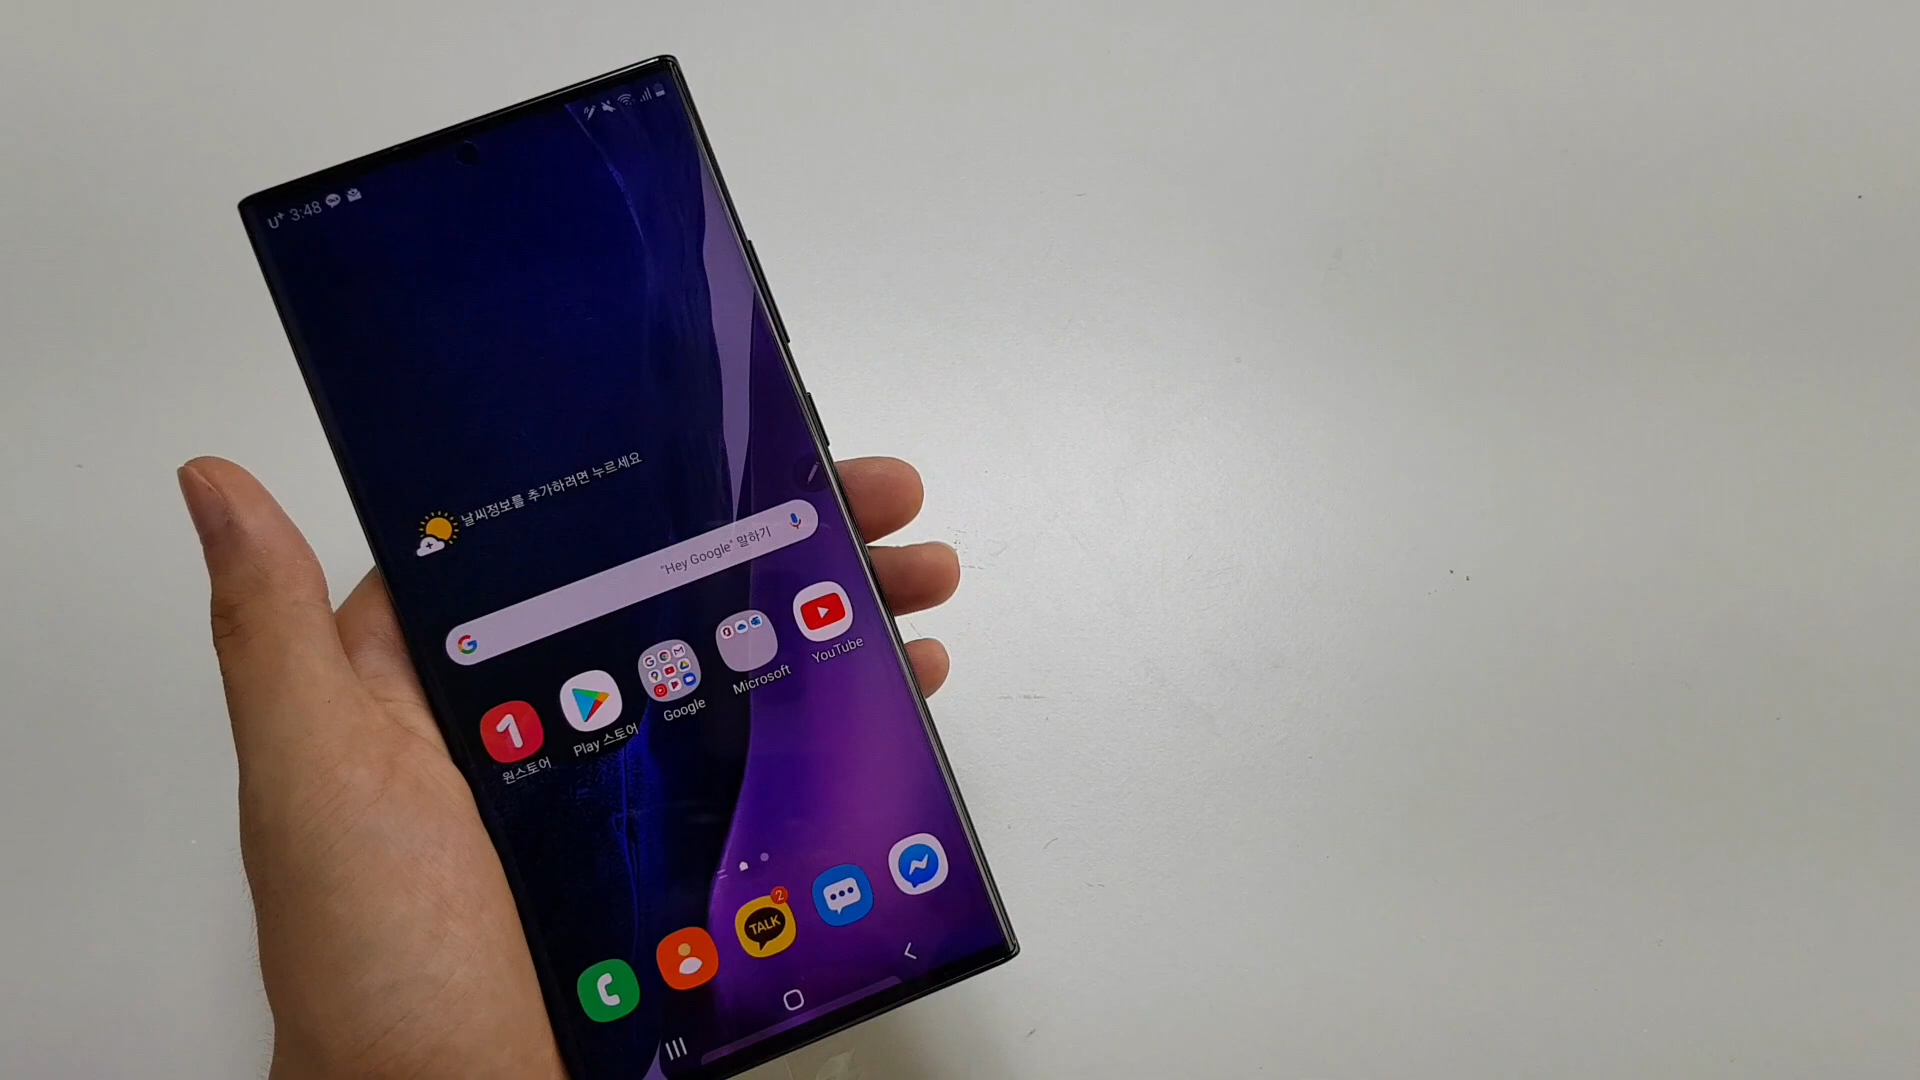 U+ 3:48
날씨정보를 추가하려면 누르세요
"Hey Google" 말하기
원스토어
Play 스토어
Google
Microsoft
YouTube
TALK
2